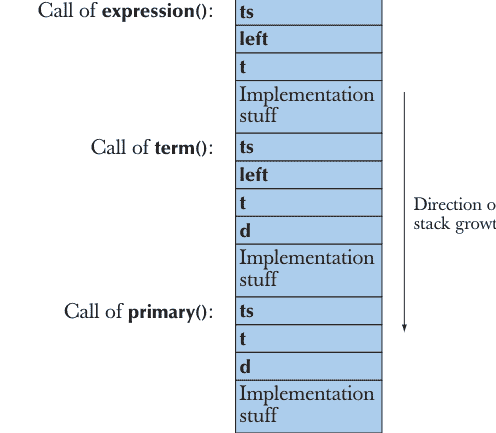 Call of expression(): ts
left
t
Implementation
stuff
Call of term(): ts
left
t
d
Direction o
stack growt
Implementation
stuff
Call of primary(): ts
t
d
Implementation
stuff